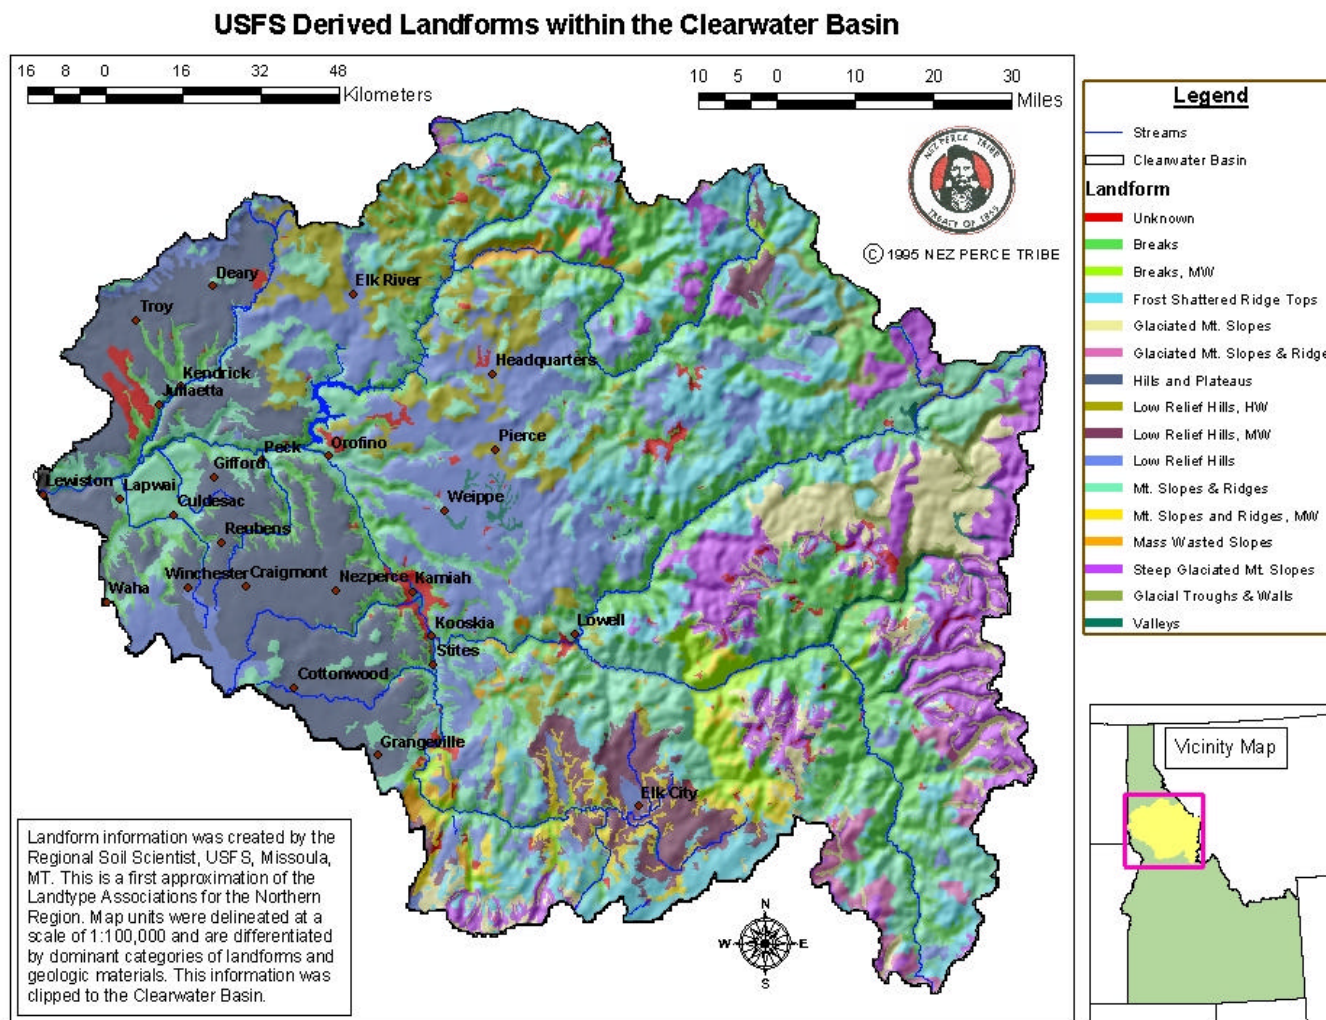 USFS Derived Landforms within the Clearwater Basin
16 8 0 16 32 48
Kilometers
10 5 0 10 20 30
Miles
NEZ PERCE TRIBE
TREATY OF 1855
© 1995 NEZ PERCE TRIBE
Legend
Streams
Clearwater Basin
Landform
Unknown
Breaks
Breaks, MW
Frost Shattered Ridge Tops
Glaciated Mt. Slopes
Glaciated Mt. Slopes & Ridge
Hills and Plateaus
Low Relief Hills, HW
Low Relief Hills, MW
Low Relief Hills
Mt. Slopes & Ridges
Mt. Slopes and Ridges, MW
Mass Wasted Slopes
Steep Glaciated Mt. Slopes
Glacial Troughs & Walls
Valleys
Deary
Elk River
Troy
Headquarters
Kendrick
Juliaetta
Pierce
Peck
Orofino
Gifford
Lewiston
Lapwai
Culdesac
Weippe
Reubens
Winchester
Craigmont
Nezperce
Kamiah
Waha
Kooskia
Lowell
Stites
Cottonwood
Grangeville
Elk City
Vicinity Map
N
W
E
S
Landform information was created by the
Regional Soil Scientist, USFS, Missoula,
MT. This is a first approximation of the
Landtype Associations for the Northern
Region. Map units were delineated at a
scale of 1:100,000 and are differentiated
by dominant categories of landforms and
geologic materials. This information was
clipped to the Clearwater Basin.